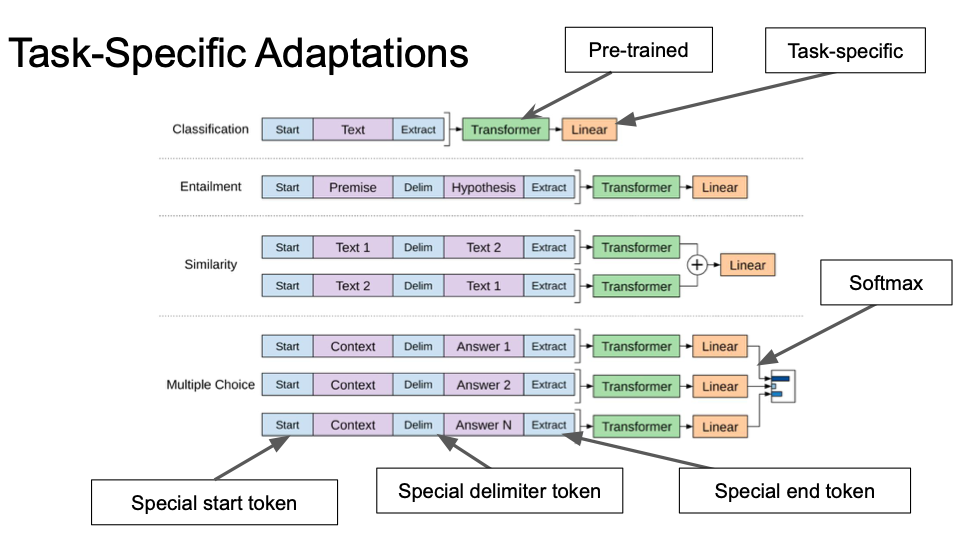 Task-Specific Adaptations
Pre-trained
Task-specific
Classification Start Text Extract Transformer Linear
Entailment Start Premise Delim Hypothesis Extract Transformer Linear
Similarity
Start Text 1 Delim Text 2 Extract Transformer
+ Linear
Start Text 2 Delim Text 1 Extract Transformer
Softmax
Start Context Delim Answer 1 Extract Transformer Linear
Multiple Choice Start Context Delim Answer 2 Extract Transformer Linear
Start Context Delim Answer N Extract Transformer Linear
Special start token
Special delimiter token
Special end token